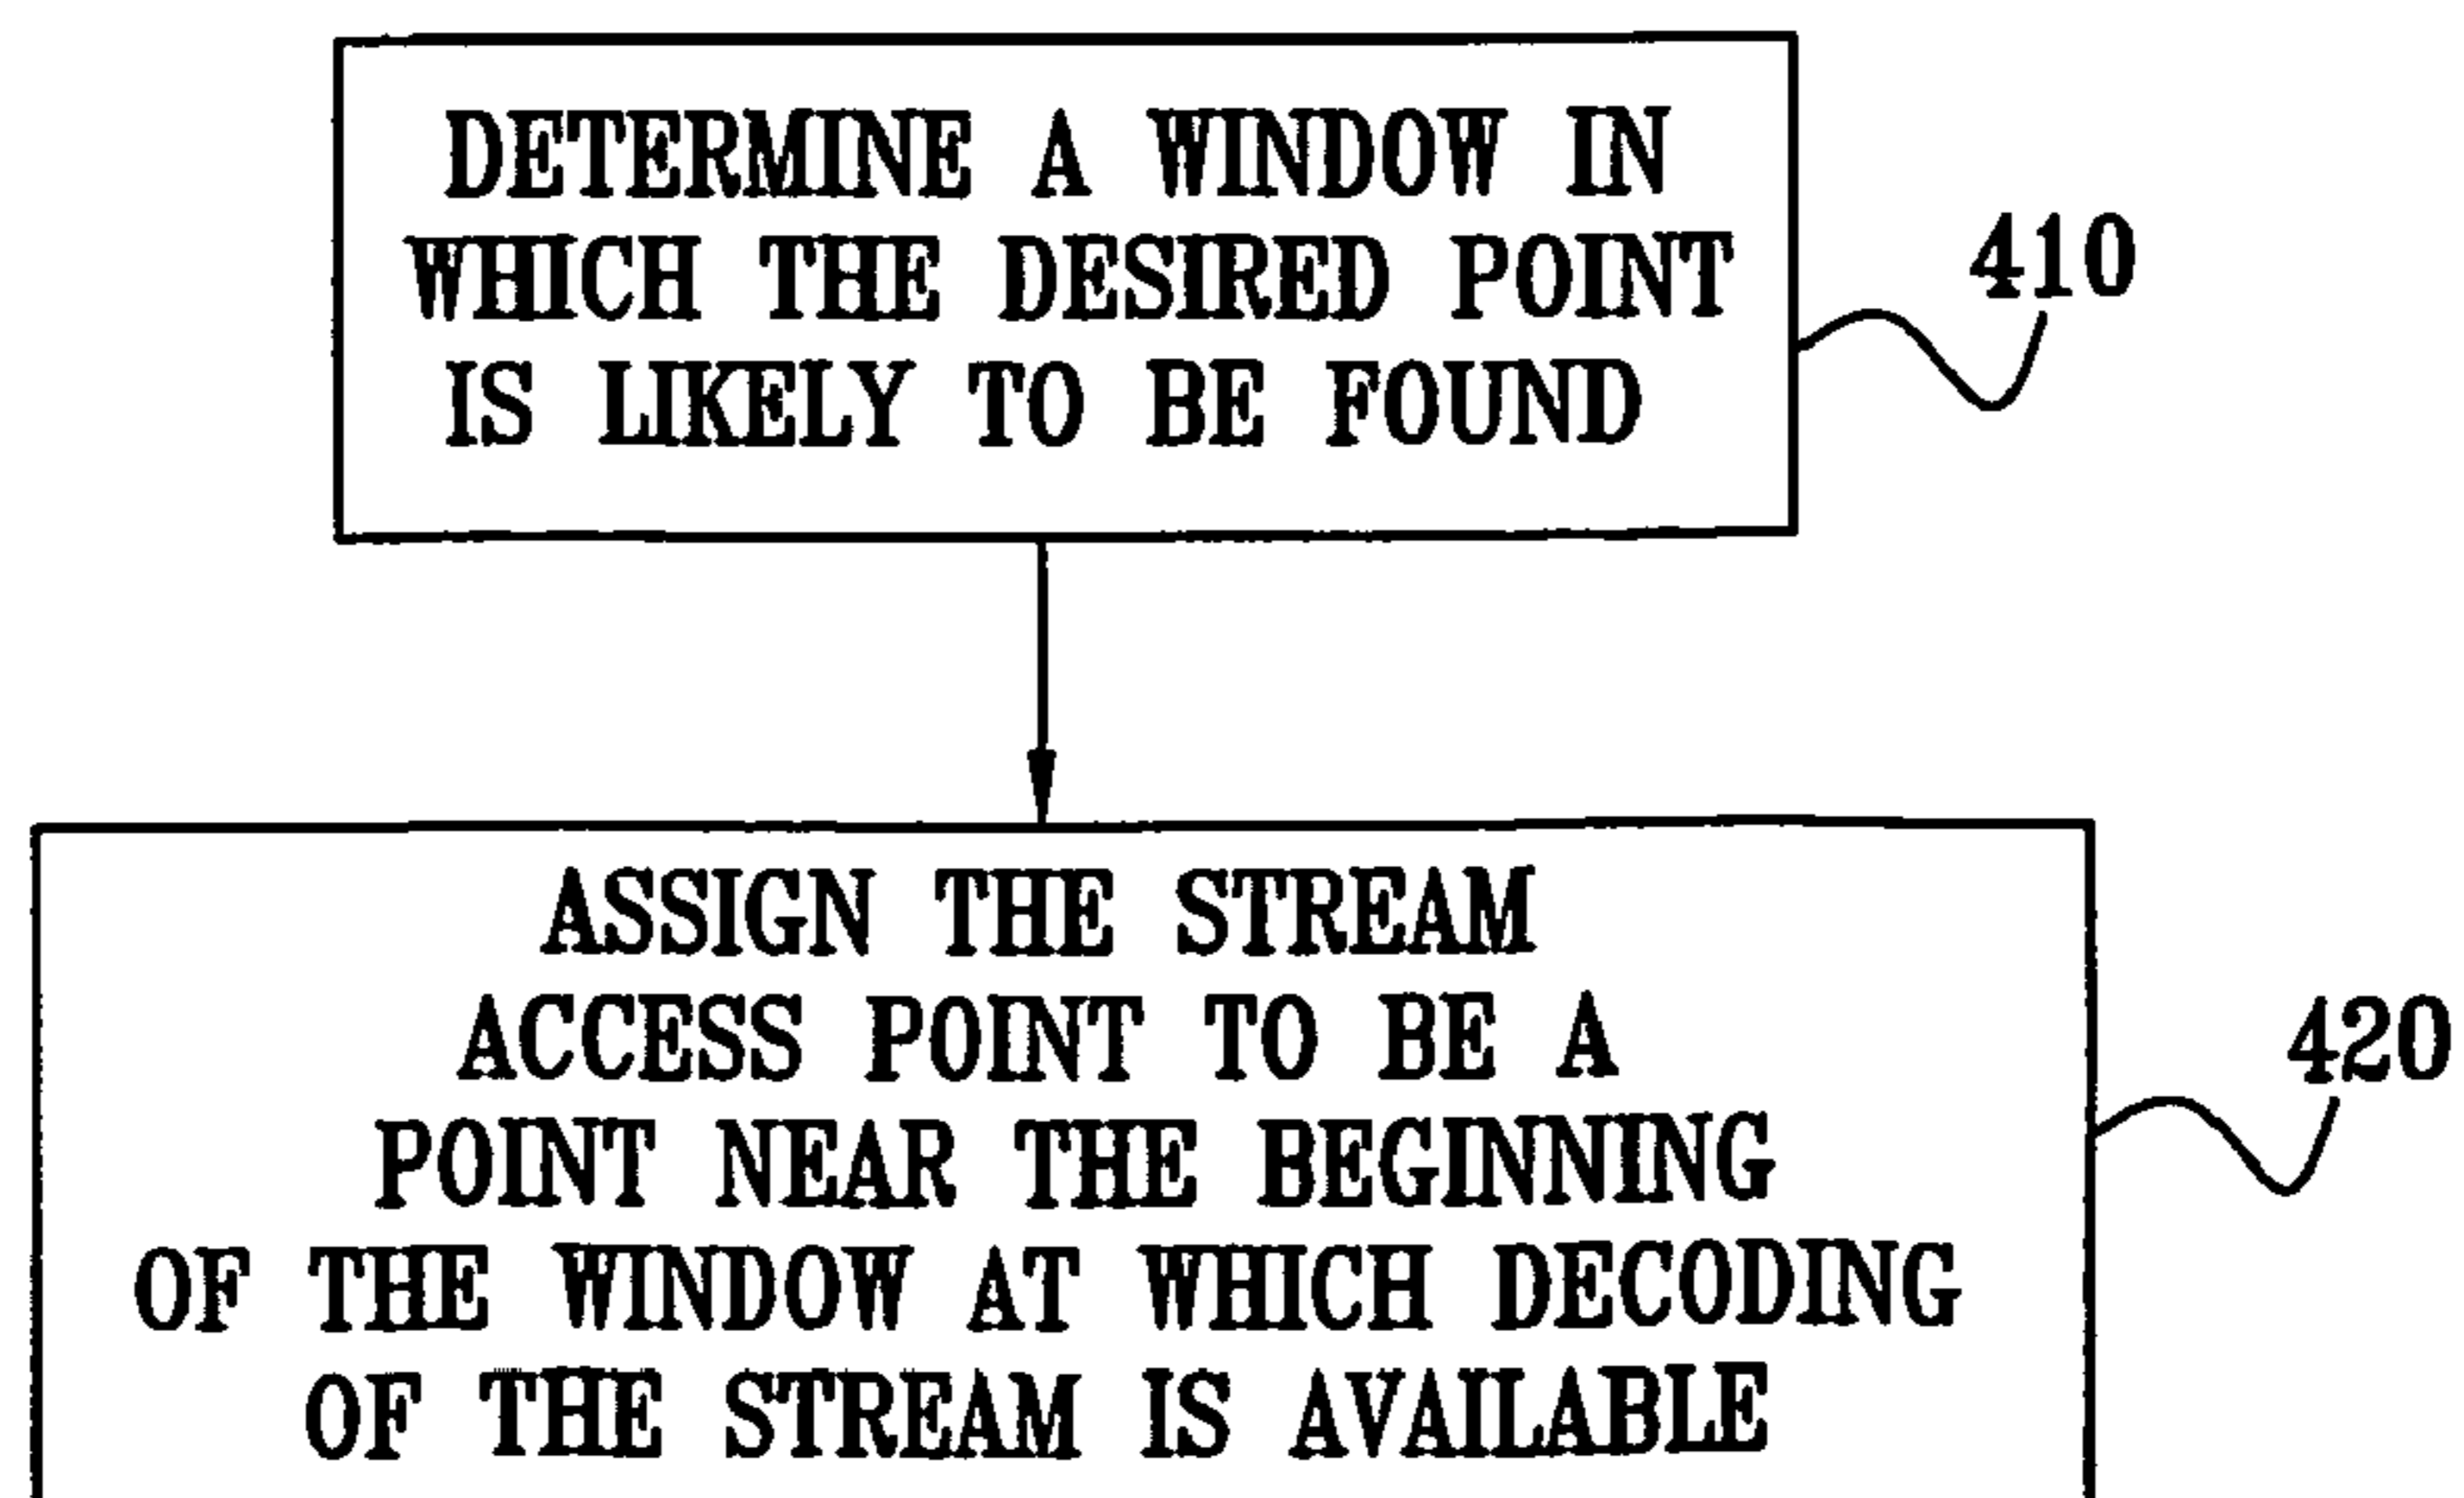 DETERMINE A WINDOW IN
WHICH THE DESIRED POINT
IS LIKELY TO BE FOUND
410
ASSIGN THE STREAM
ACCESS POINT TO BE A
POINT NEAR THE BEGINNING
OF THE WINDOW AT WHICH DECODING
OF THE STREAM IS AVAILABLE
420